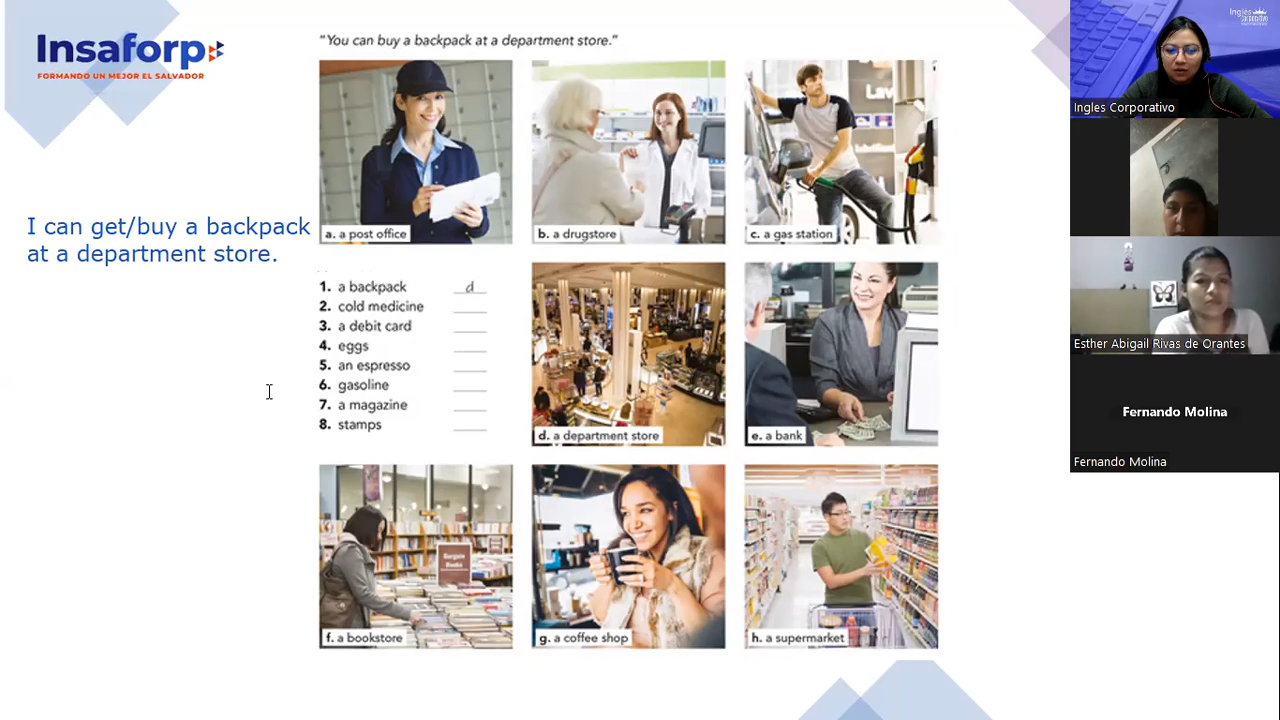 Insaforp
FORMANDO UN MEJOR EL SALVADOR
"You can buy a backpack at a department store."
I can get/buy a backpack
at a department store.
a. a post office
b. a drugstore
c. a gas station
1. a backpack d
2. cold medicine
3. a debit card
4. eggs
5. an espresso
6. gasoline
7. a magazine
8. stamps
d. a department store
e. a bank
Bargain
Books
f. a bookstore
g. a coffee shop
h. a supermarket
Ingles
Ingles Corporativo
Esther Abigail Rivas de Orantes
Fernando Molina
Fernando Molina